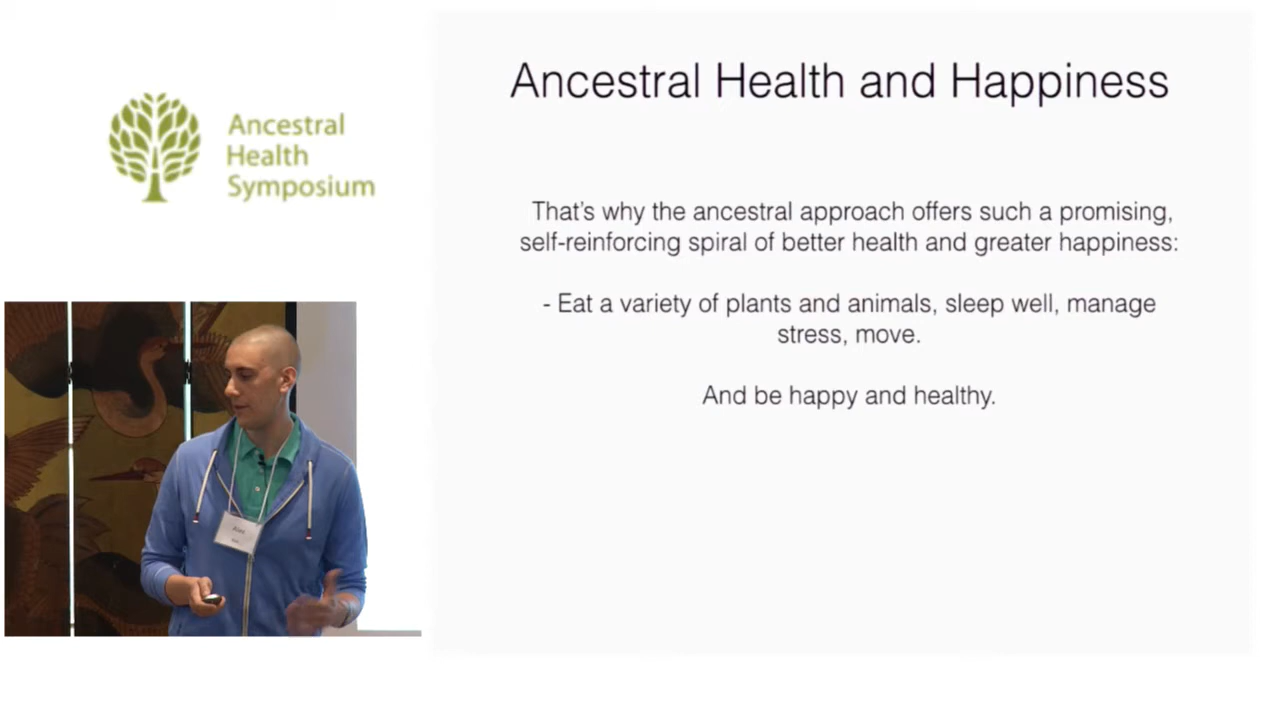 Ancestral
Health
Symposium
Ancestral Health and Happiness
That's why the ancestral approach offers such a promising,
self-reinforcing spiral of better health and greater happiness:
- Eat a variety of plants and animals, sleep well, manage
stress, move.
And be happy and healthy.